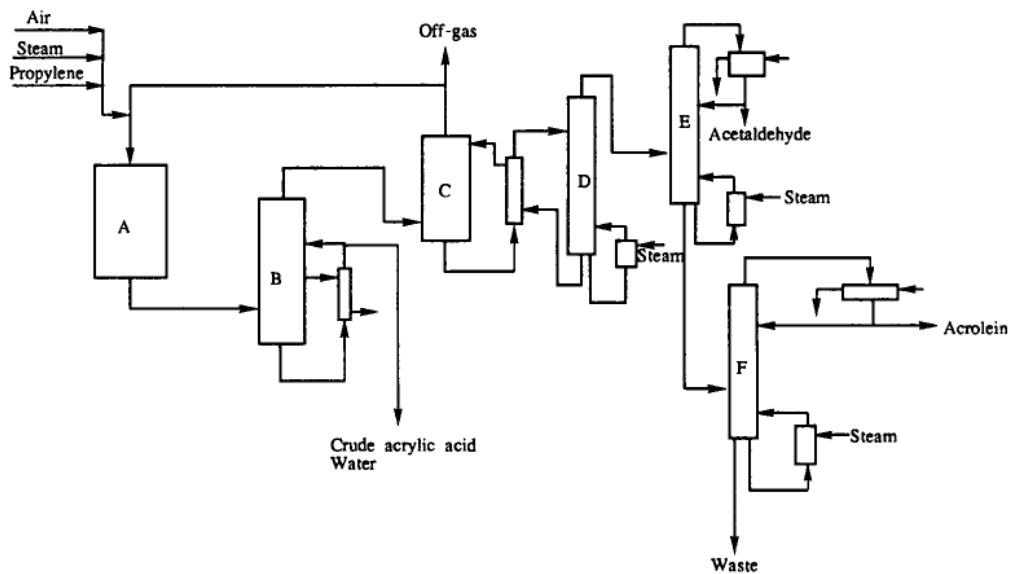 Air
Steam
Propylene
Off-gas
A
B
C
D
E
Acetaldehyde
Steam
Steam
Crude acrylic acid
Water
F
Acrolein
Steam
Waste